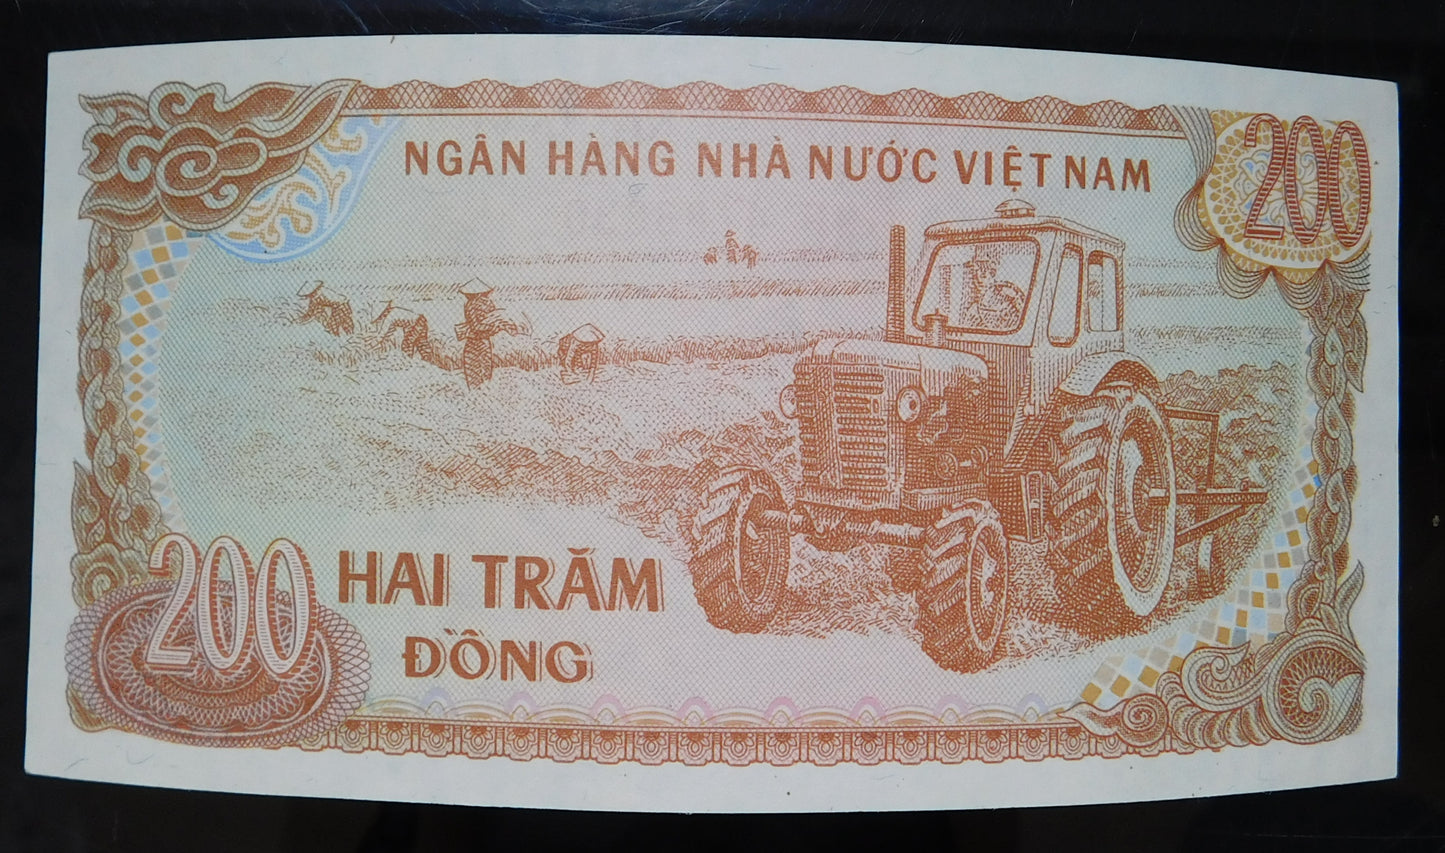 NGÂN HÀNG NHÀ NƯỚC VIỆT NAM
200
200
HAI TRĂM
ĐỒNG